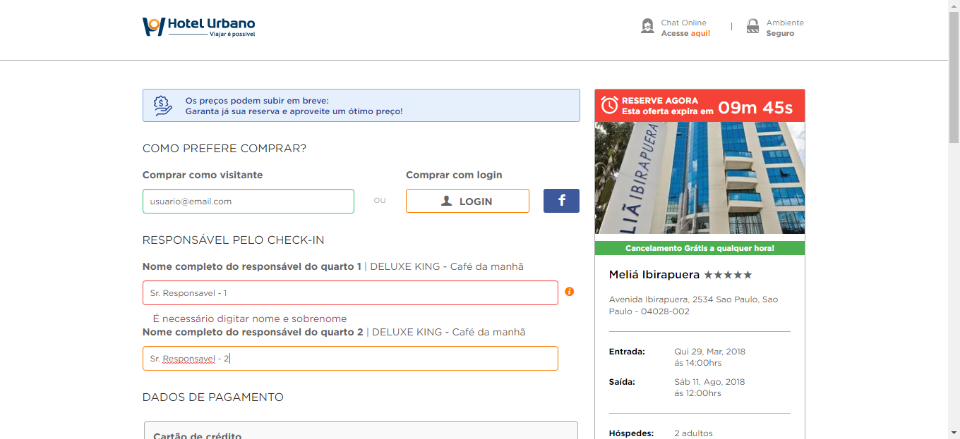 Hotel Urbano
Viajar é possível
Chat Online
Acesse aqui!
Ambiente
Seguro
Os preços podem subir em breve:
Garanta já sua reserva e aproveite um ótimo preço!
COMO PREFERE COMPRAR?
Comprar como visitante
usuario@email.com
ou
Comprar com login
LOGIN
f
RESPONSÁVEL PELO CHECK-IN
Nome completo do responsável do quarto 1 | DELUXE KING - Café da manhã
Sr. Responsavel - 1
É necessário digitar nome e sobrenome
Nome completo do responsável do quarto 2 | DELUXE KING - Café da manhã
Sr. Responsavel - 2
DADOS DE PAGAMENTO
Cartão de crédito
RESERVE AGORA
Esta oferta expira em 09m 45s
LIÃ IBIRAPUERA
Cancelamento Grátis a qualquer hora!
Meliá Ibirapuera ★★★★★
Avenida Ibirapuera, 2534 Sao Paulo, Sao
Paulo - 04028-002
Entrada: Qui 29, Mar, 2018
ás 14:00hrs
Saída: Sáb 11, Ago, 2018
ás 12:00hrs
Hóspedes: 2 adultos